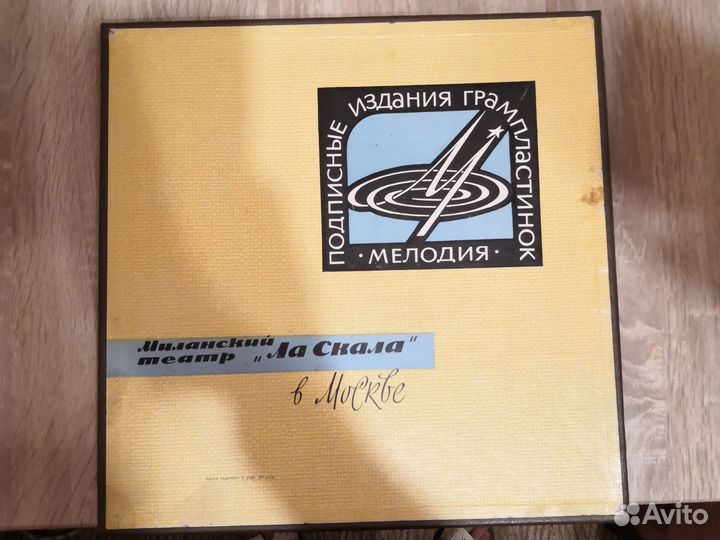 ПОДПИСНЫЕ ИЗДАНИЯ ГРАМПЛАСТИНОК
· МЕЛОДИЯ ·
Миланский
театр „Ла Скала"
в Москве
Avito